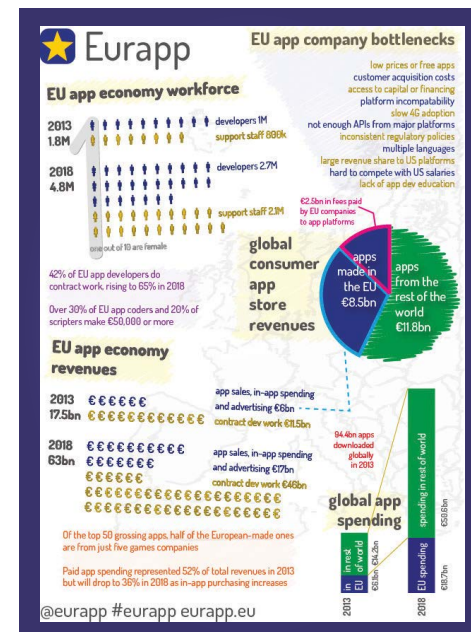 Eurapp
EU app economy workforce
2013
1.8M
developers 1M
support staff 800k
2018
4.8M
developers 2.7M
support staff 2.1M
one out of 10 are female
42% of EU app developers do
contract work, rising to 65% in 2018
Over 30% of EU app coders and 20% of
scripters make €50,000 or more
EU app company bottlenecks
low prices or free apps
customer acquisition costs
access to capital or financing
platform incompatability
slow 4G adoption
not enough APIs from major platforms
inconsistent regulatory policies
multiple languages
large revenue share to US platforms
hard to compete with US salaries
lack of app dev education
€2.5bn in fees paid
by EU companies
to app platforms
global
consumer
app
store
revenues
apps
made in
the EU
€8.5bn
apps
from the
rest of the
world
€11.8bn
EU app economy
revenues
2013
17.5bn
€€€€€€
€€€€€€€€€€€€
app sales, in-app spending
and advertising €6bn
contract dev work €11.5bn
2018
63bn
€€€€€€€€€€
€€€€€€€
€€€€€€
€€€€€€€€€€€€€€€€€€€€
€€€€€€€€€€€€€€€€€€€€
app sales, in-app spending
and advertising €17bn
contract dev work €46bn
94.4bn apps
downloaded
globally
in 2013
global app
spending
in rest
of world
in
EU
€6.1bn
€14.2bn
2013
spending in rest of world
EU spending
€50.6bn
€18.7bn
2018
Of the top 50 grossing apps, half of the European-made ones
are from just five games companies
Paid app spending represented 52% of total revenues in 2013
but will drop to 36% in 2018 as in-app purchasing increases
@eurapp #eurapp eurapp.eu